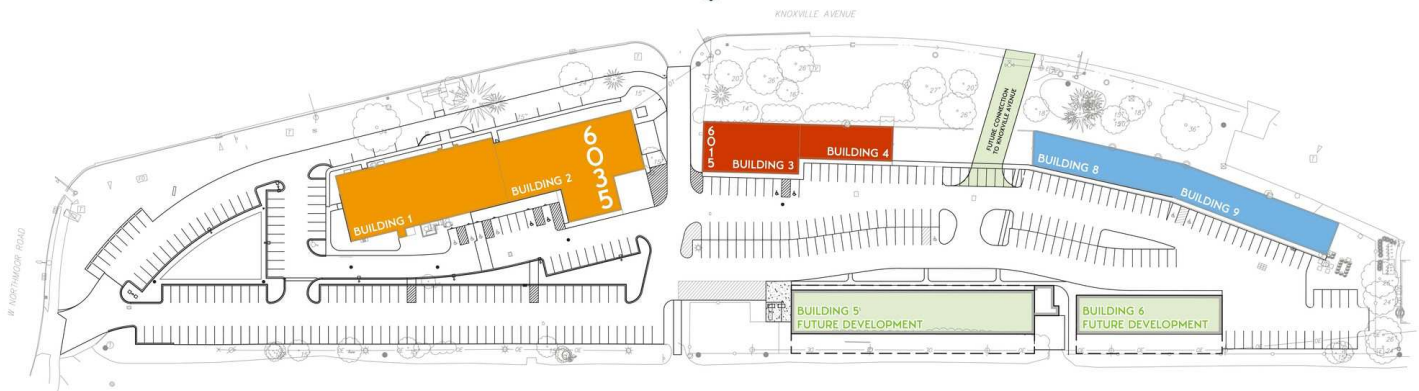 KNOXVILLE AVENUE
W NORTHMOOR ROAD
BUILDING 1
BUILDING 2
6035
6015
BUILDING 3
BUILDING 4
FUTURE CONNECTION
TO KNOXVILLE AVENUE
BUILDING 8
BUILDING 9
BUILDING 5
FUTURE DEVELOPMENT
BUILDING 6
FUTURE DEVELOPMENT